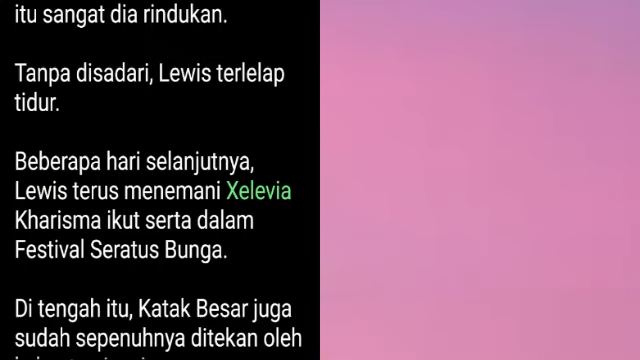 itu sangat dia rindukan.
Tanpa disadari, Lewis terlelap
tidur.
Beberapa hari selanjutnya,
Lewis terus menemani Xelevia
Kharisma ikut serta dalam
Festival Seratus Bunga.
Di tengah itu, Katak Besar juga
sudah sepenuhnya ditekan oleh